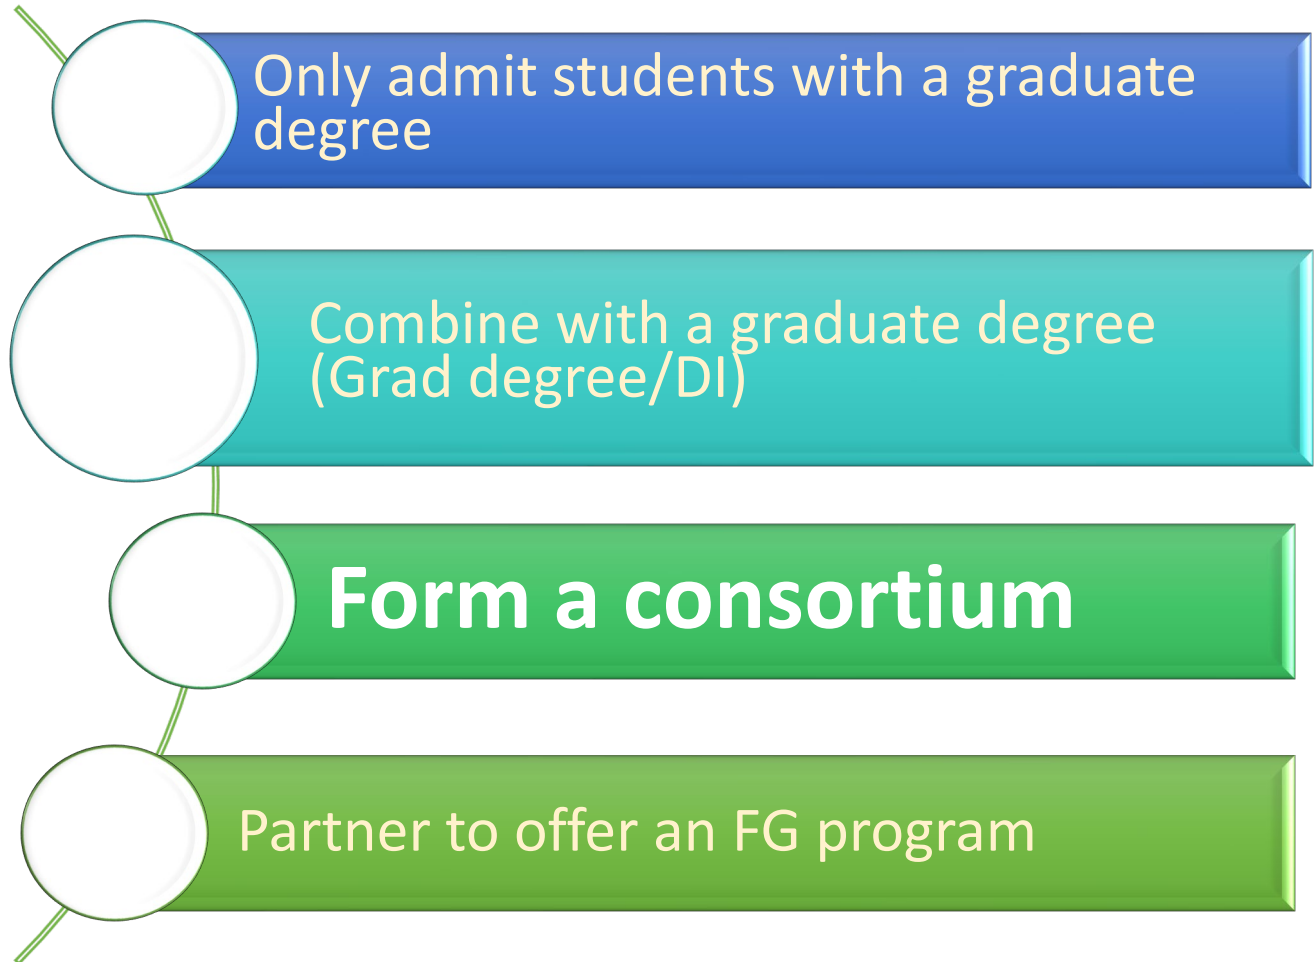 Only admit students with a graduate
degree
Combine with a graduate degree
(Grad degree/DI)
Form a consortium
Partner to offer an FG program